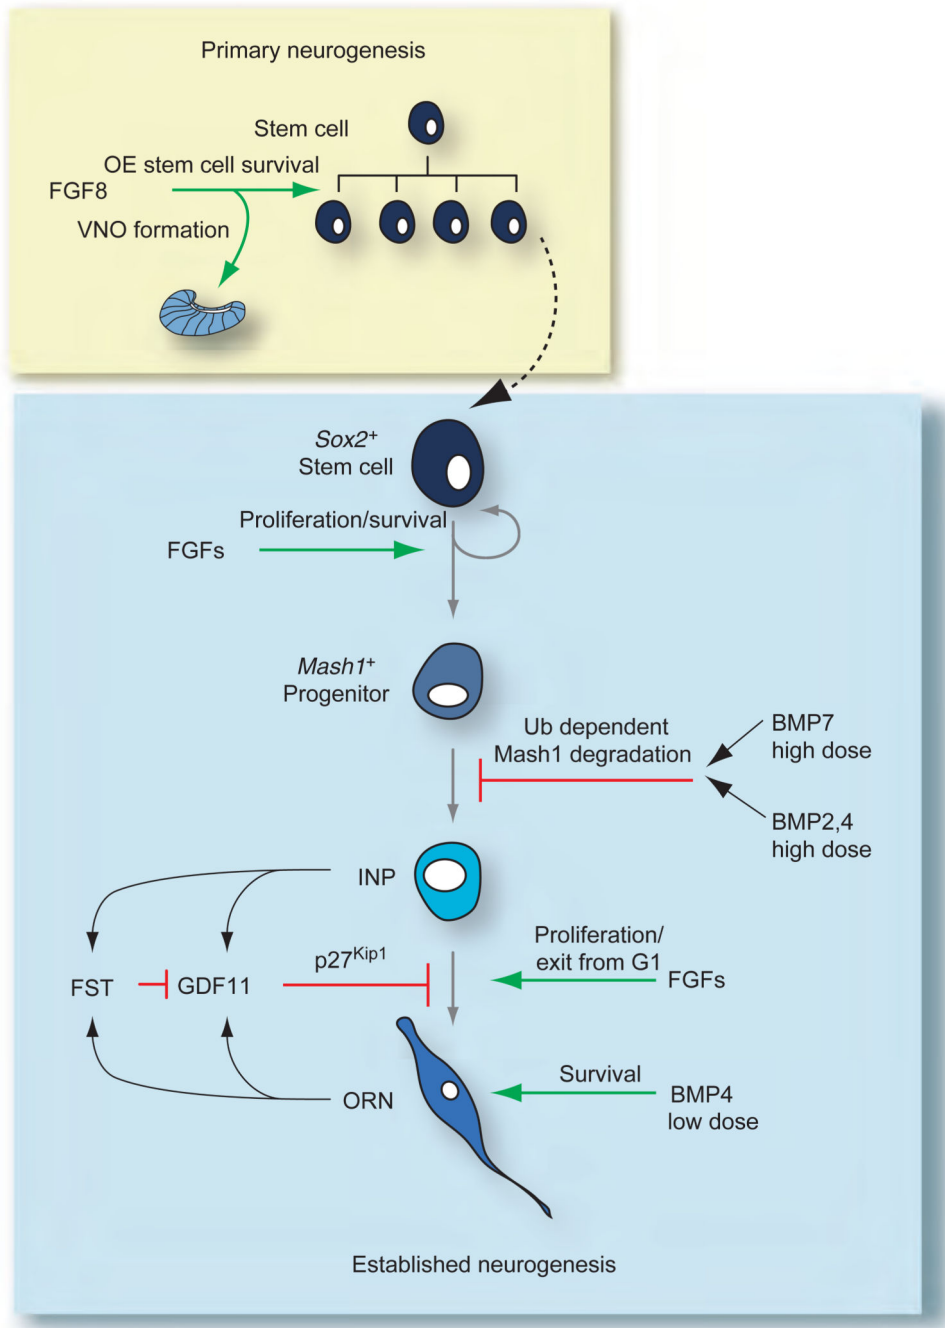 Primary neurogenesis
Stem cell
OE stem cell survival
FGF8
VNO formation
Sox2⁺
Stem cell
Proliferation/survival
FGFs
Mash1⁺
Progenitor
Ub dependent
Mash1 degradation
BMP7
high dose
BMP2,4
high dose
INP
p27ᴷⁱᵖ¹
Proliferation/
exit from G1
FGFs
FST
GDF11
Survival
BMP4
low dose
ORN
Established neurogenesis